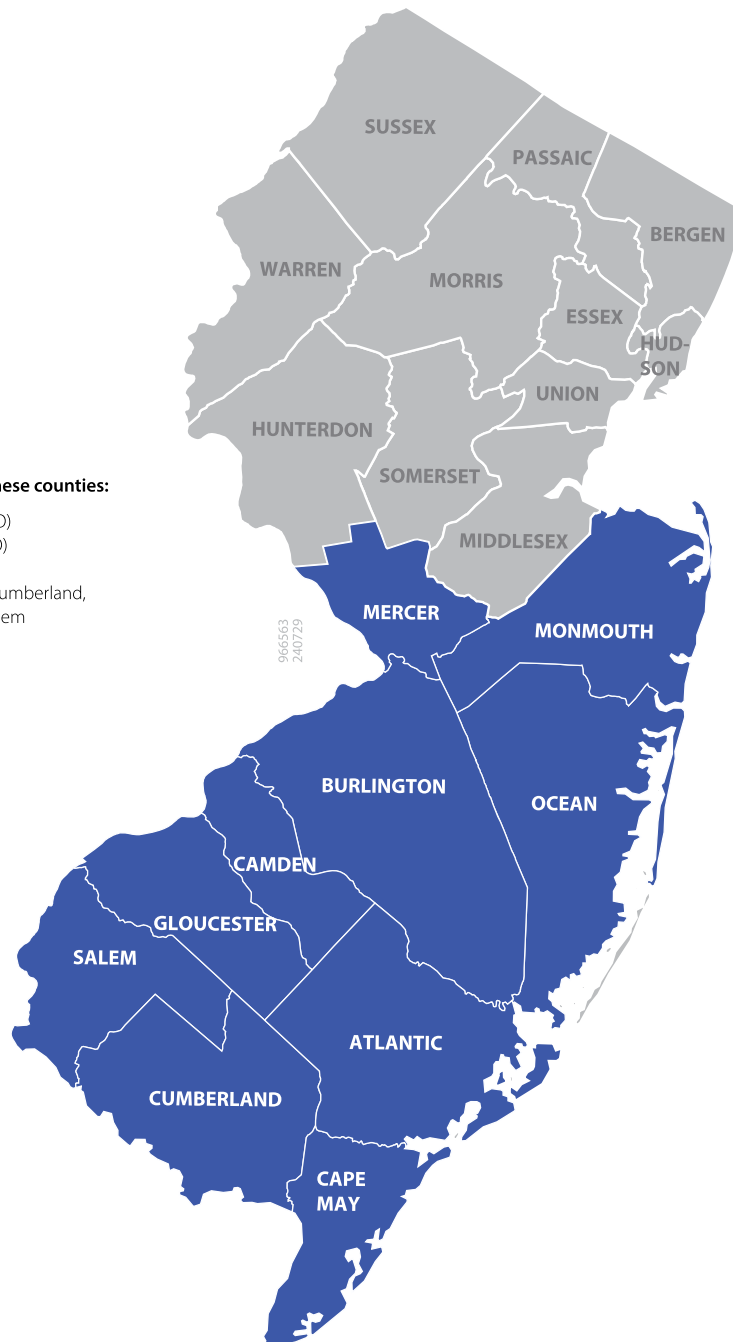 SUSSEX
PASSAIC
BERGEN
WARREN
MORRIS
ESSEX
HUD-
SON
UNION
HUNTERDON
SOMERSET
ese counties:
)
)
MIDDLESEX
umberland,
em
MERCER
MONMOUTH
966563
240729
BURLINGTON
OCEAN
CAMDEN
GLOUCESTER
SALEM
ATLANTIC
CUMBERLAND
CAPE
MAY